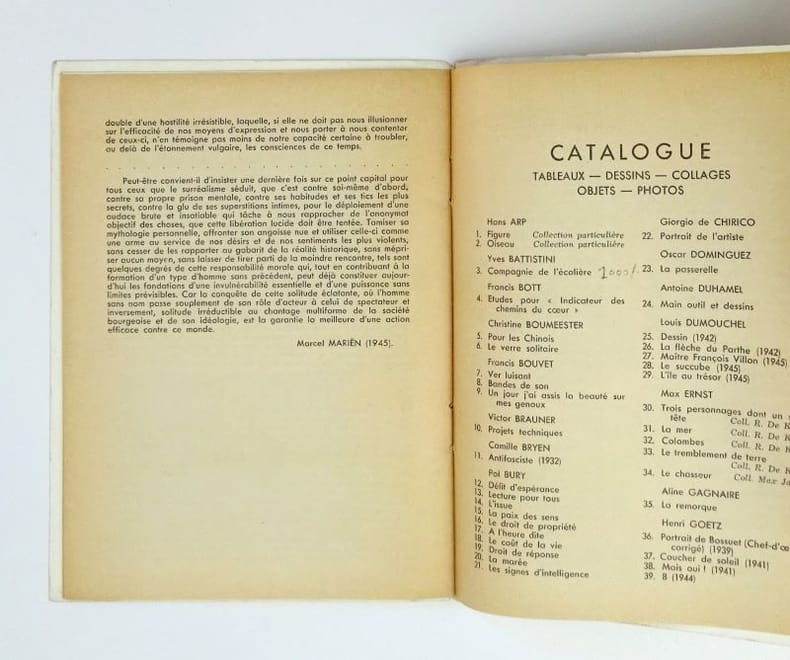 double d'une hostilité irrésistible, laquelle, si elle ne doit pas nous illusionner
sur l'efficacité de nos moyens d'expression et nous porter à nous contenter
de ceux-ci, n'en témoigne pas moins de notre capacité certaine à troubler,
au delà de l'étonnement vulgaire, les consciences de ce temps.
. . . . . . . . . . . . . . . . .
Peut-être convient-il d'insister une dernière fois sur ce point capital pour
tous ceux que le surréalisme séduit, que c'est contre soi-même d'abord,
contre sa propre prison mentale, contre ses habitudes et ses tics les plus
secrets, contre la glu de ses superstitions intimes, pour le déploiement d'une
audace brute et insatiable qui tâche à nous rapprocher de l'anonymat
objectif des choses, que cette libération lucide doit être tentée. Tamiser sa
mythologie personnelle, affronter son angoisse nue et utiliser celle-ci comme
une arme au service de nos désirs et de nos sentiments les plus violents,
sans cesser de les rapporter au gabarit de la réalité historique, sans mépri-
ser aucun moyen, sans laisser de tirer parti de la moindre rencontre, tels sont
quelques degrés de cette responsabilité morale qui, tout en contribuant à la
formation d'un type d'homme sans précédent, peut déjà constituer aujour-
d'hui les fondations d'une invulnérabilité essentielle et d'une puissance sans
limites prévisibles. Car la conquête de cette solitude éclatante, où l'homme
sans nom passe souplement de son rôle d'acteur à celui de spectateur et
inversement, solitude irréductible au chantage multiforme de la société
bourgeoise et de son idéologie, est la garantie la meilleure d'une action
efficace contre ce monde.
Marcel MARIËN (1945).
CATALOGUE
TABLEAUX — DESSINS — COLLAGES
OBJETS — PHOTOS
Hans ARP
1. Figure Collection particulière
2. Oiseau Collection particulière
Yves BATTISTINI
3. Compagnie de l'écolière
Francis BOTT
4. Etudes pour « Indicateur des
chemins du cœur »
Christine BOUMEESTER
5. Pour les Chinois
6. Le verre solitaire
Francis BOUVET
7. Ver luisant
8. Bandes de son
9. Un jour j'ai assis la beauté sur
mes genoux
Victor BRAUNER
10. Projets techniques
Camille BRYEN
11. Antifasciste (1932)
Pol BURY
12. Défit d'espérance
13. Lecture pour tous
14. L'issue
15. La paix des sens
16. Le droit de propriété
17. A l'heure dite
18. Le coût de la vie
19. Droit de réponse
20. La marée
21. Les signes d'intelligence
Giorgio de CHIRICO
22. Portrait de l'artiste
Oscar DOMINGUEZ
23. La passerelle
Antoine DUHAMEL
24. Main outil et dessins
Louis DUMOUCHEL
25. Dessin (1942)
26. La flèche du Parthe (1942)
27. Maître François Villon (1945)
28. Le succube (1945)
29. L'île au trésor (1945)
Max ERNST
30. Trois personnages dont un
tête Coll. R. De
31. La mer Coll. R. De
32. Colombes Coll. R. De
33. Le tremblement de terre
Coll. R. De
34. Le chasseur Coll. Max
Aline GAGNAIRE
35. La remorque
Henri GOETZ
36. Portrait de Bossuet
corrigé) (1939)
37. Coucher de soleil (1941)
38. Mais oui ! (1941)
39. 8 (1944)